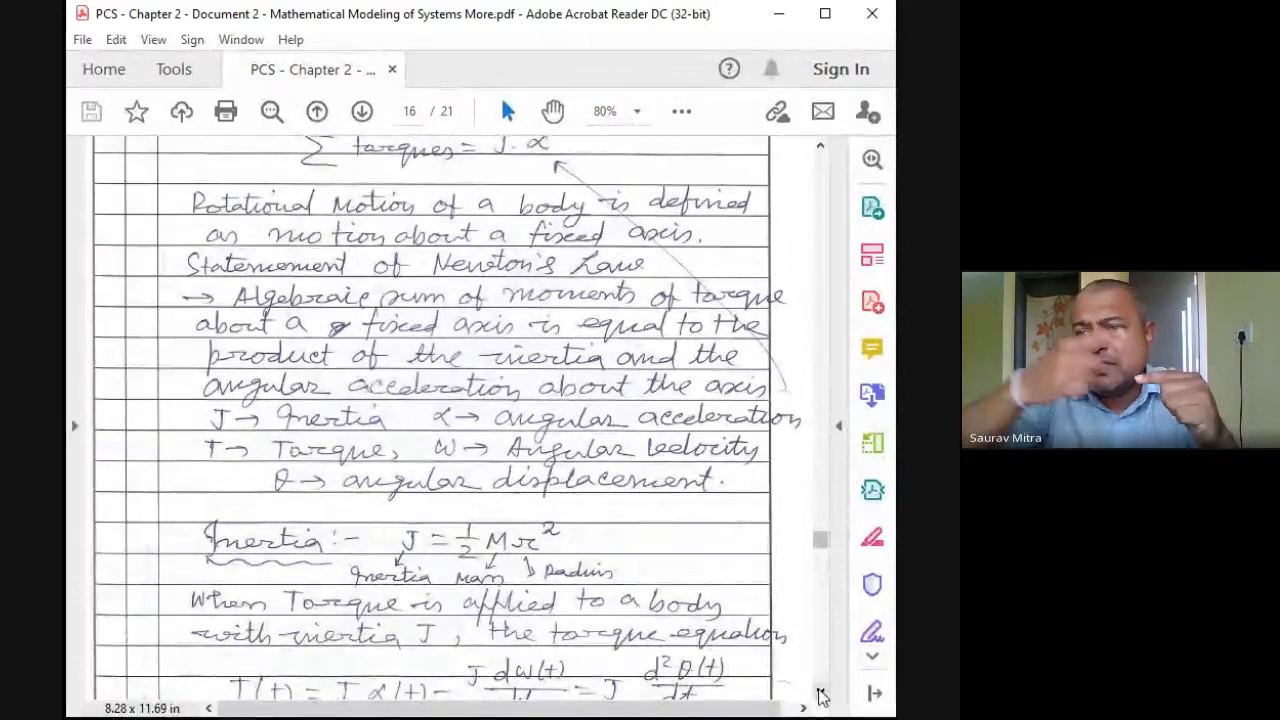 PCS - Chapter 2 - Document 2 - Mathematical Modeling of Systems More.pdf - Adobe Acrobat Reader DC (32-bit)
File Edit View Sign Window Help
Home Tools PCS - Chapter 2 - ... Sign In
16 / 21 80%
∑ torques = J. α
Rotational Motion of a body is defined
as motion about a fixed axis.
Statemement of Newton's Law
→ Algebraic sum of moments of torque
about a fixed axis is equal to the
product of the inertia and the
angular acceleration about the axis
J → Inertia α → angular acceleration
T → Torque, ω → Angular Velocity
θ → angular displacement.
Inertia :- J = 1/2 M r²
Inertia Mass Radius
When Torque is applied to a body
with inertia J, the torque equation
T(t) = J α(t) = J dω(t)/dt = J d²θ(t)/dt
8.28 x 11.69 in
Saurav Mitra